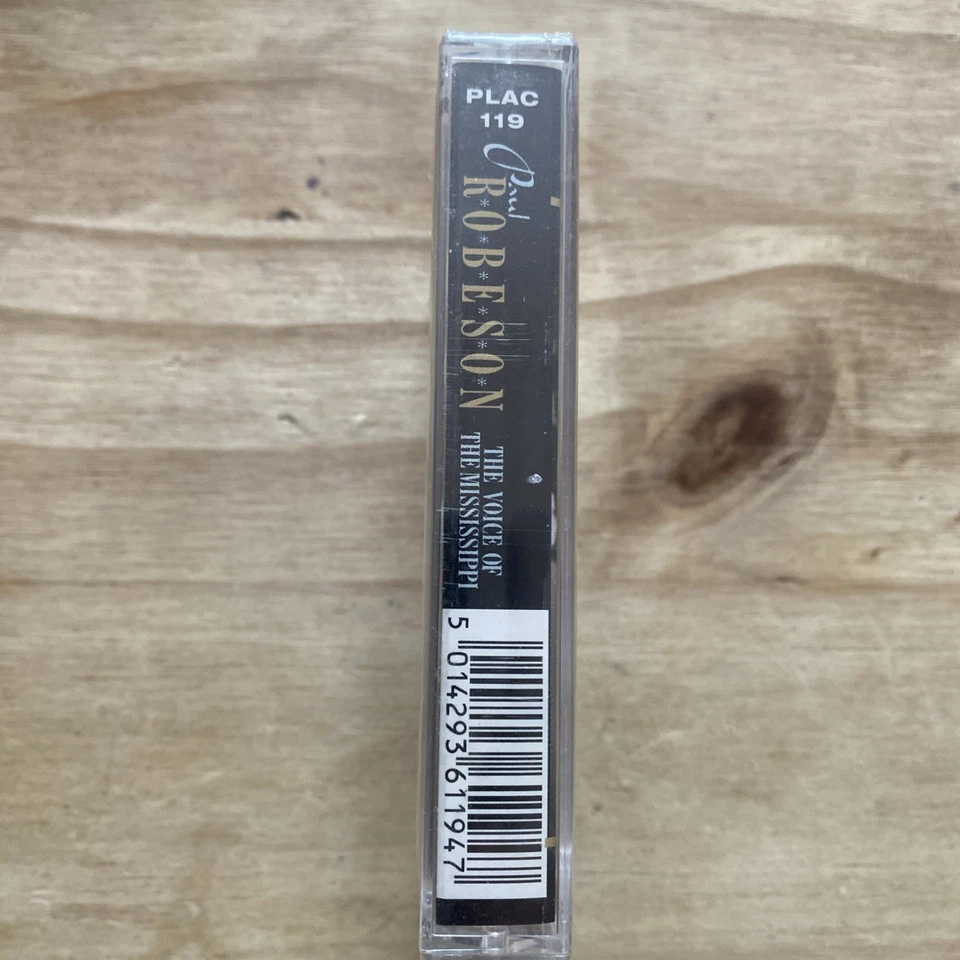 PLAC
119
Paul
R*O*B*E*S*O*N
THE VOICE OF
THE MISSISSIPPI
5 014293 611947